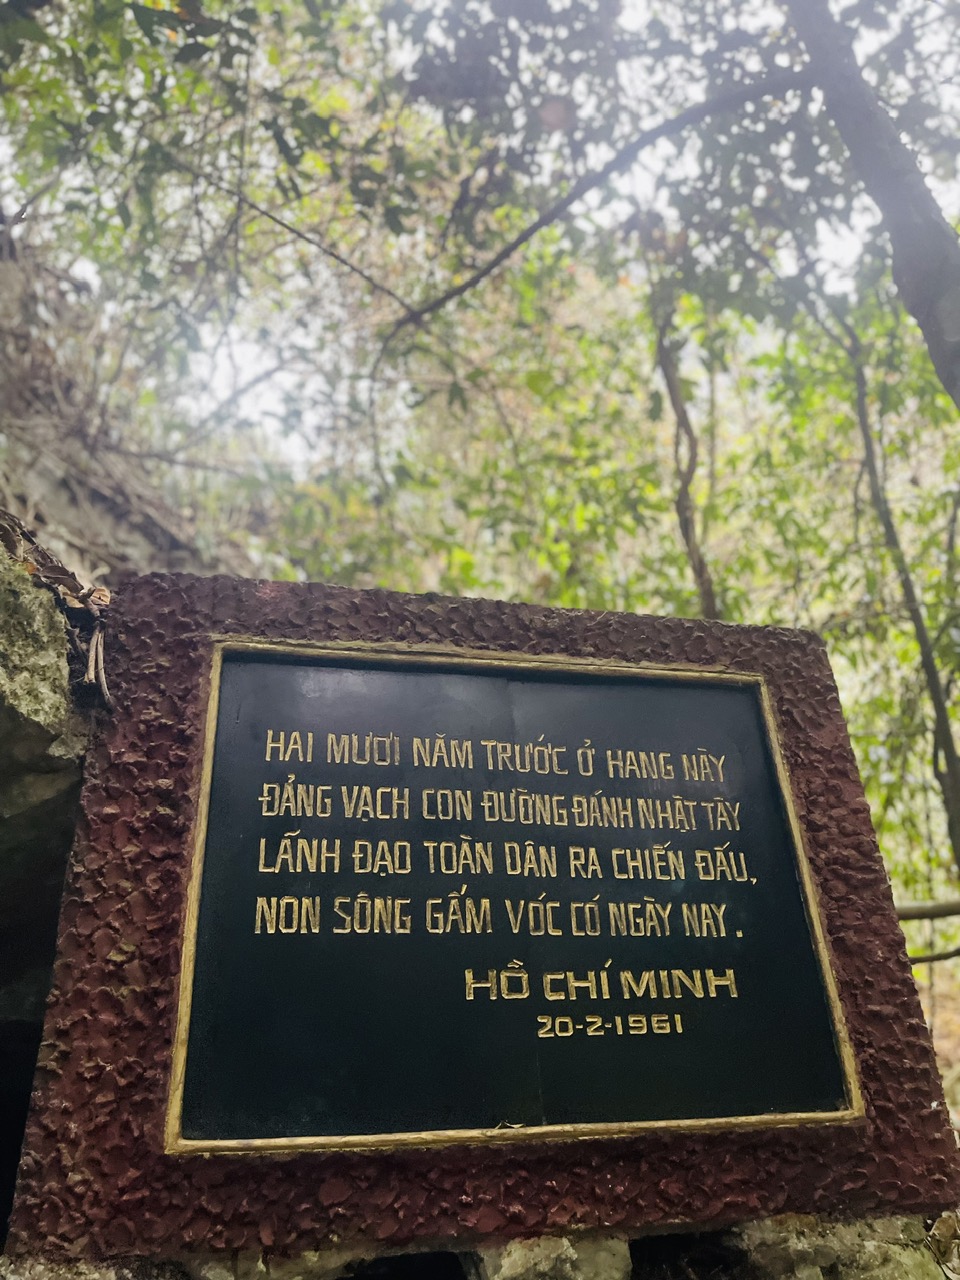 HAI MƯƠI NĂM TRƯỚC Ở HANG NÀY
ĐẢNG VẠCH CON ĐƯỜNG ĐÁNH NHẬT TÂY
LÃNH ĐẠO TOÀN DÂN RA CHIẾN ĐẤU,
NON SÔNG GẤM VÓC CÓ NGÀY NAY.
HỒ CHÍ MINH
20-2-1961